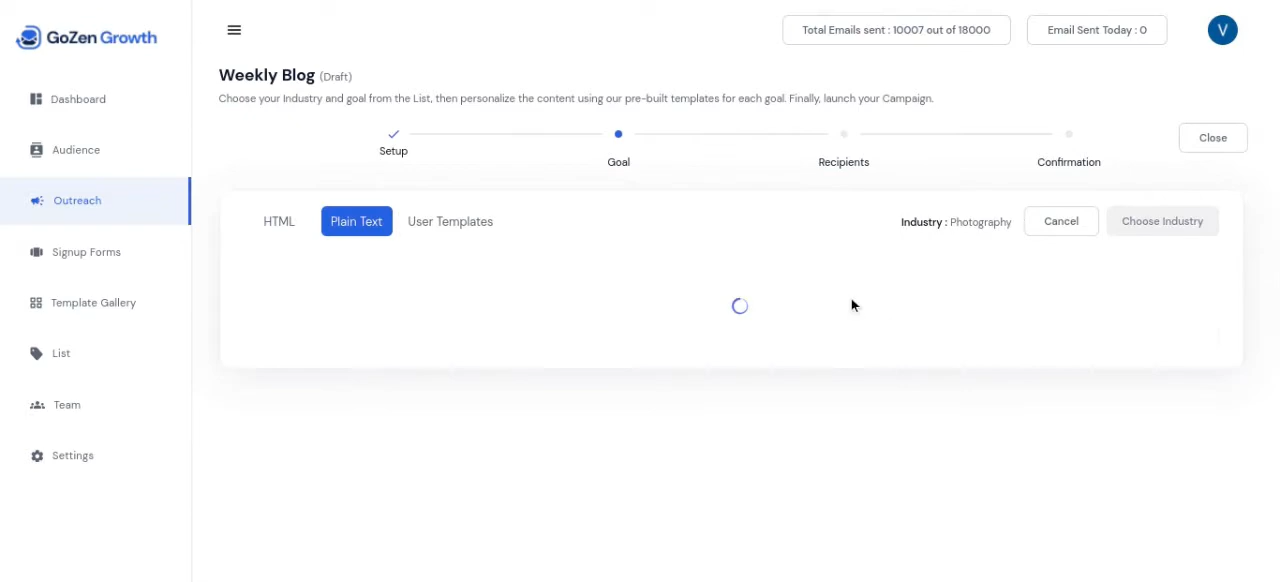 GoZen Growth
Total Emails sent : 10007 out of 18000
Email Sent Today : 0
V
Dashboard
Audience
Outreach
Signup Forms
Template Gallery
List
Team
Settings
Weekly Blog (Draft)
Choose your Industry and goal from the List, then personalize the content using our pre-built templates for each goal. Finally, launch your Campaign.
Setup
Goal
Recipients
Confirmation
Close
HTML
Plain Text
User Templates
Industry : Photography
Cancel
Choose Industry